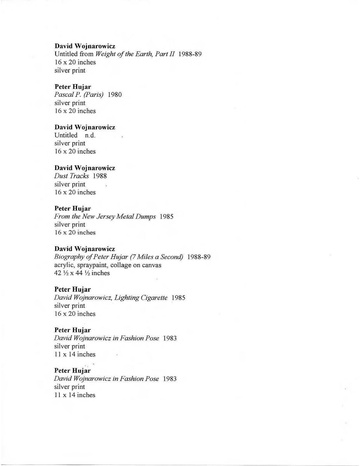 David Wojnarowicz
Untitled from Weight of the Earth, Part II 1988-89
16 x 20 inches
silver print
Peter Hujar
Pascal P. (Paris) 1980
silver print
16 x 20 inches
David Wojnarowicz
Untitled n.d.
silver print
16 x 20 inches
David Wojnarowicz
Dust Tracks 1988
silver print
16 x 20 inches
Peter Hujar
From the New Jersey Metal Dumps 1985
silver print
16 x 20 inches
David Wojnarowicz
Biography of Peter Hujar (7 Miles a Second) 1988-89
acrylic, spraypaint, collage on canvas
42 ½ x 44 ½ inches
Peter Hujar
David Wojnarowicz, Lighting Cigarette 1985
silver print
16 x 20 inches
Peter Hujar
David Wojnarowicz in Fashion Pose 1983
silver print
11 x 14 inches
Peter Hujar
David Wojnarowicz in Fashion Pose 1983
silver print
11 x 14 inches